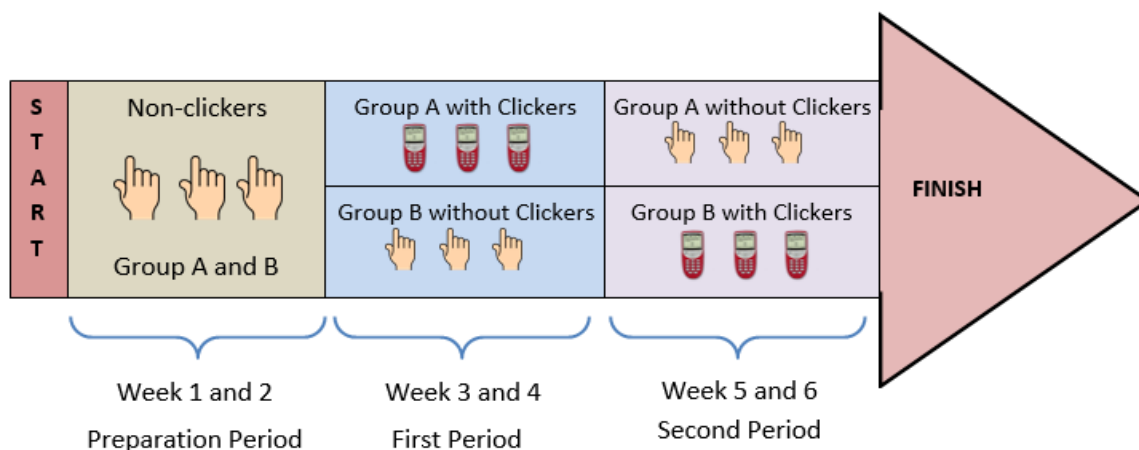 START
Non-clickers
Group A and B
Group A with Clickers
Group B without Clickers
Group A without Clickers
Group B with Clickers
FINISH
Week 1 and 2
Preparation Period
Week 3 and 4
First Period
Week 5 and 6
Second Period